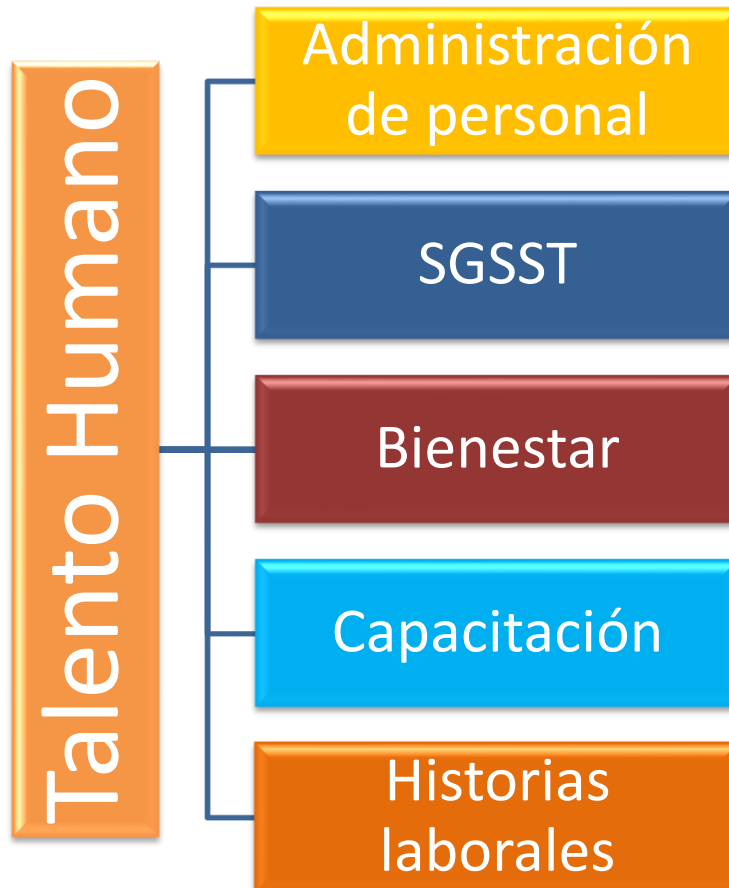 Talento Humano
Administración
de personal
SGSST
Bienestar
Capacitación
Historias
laborales